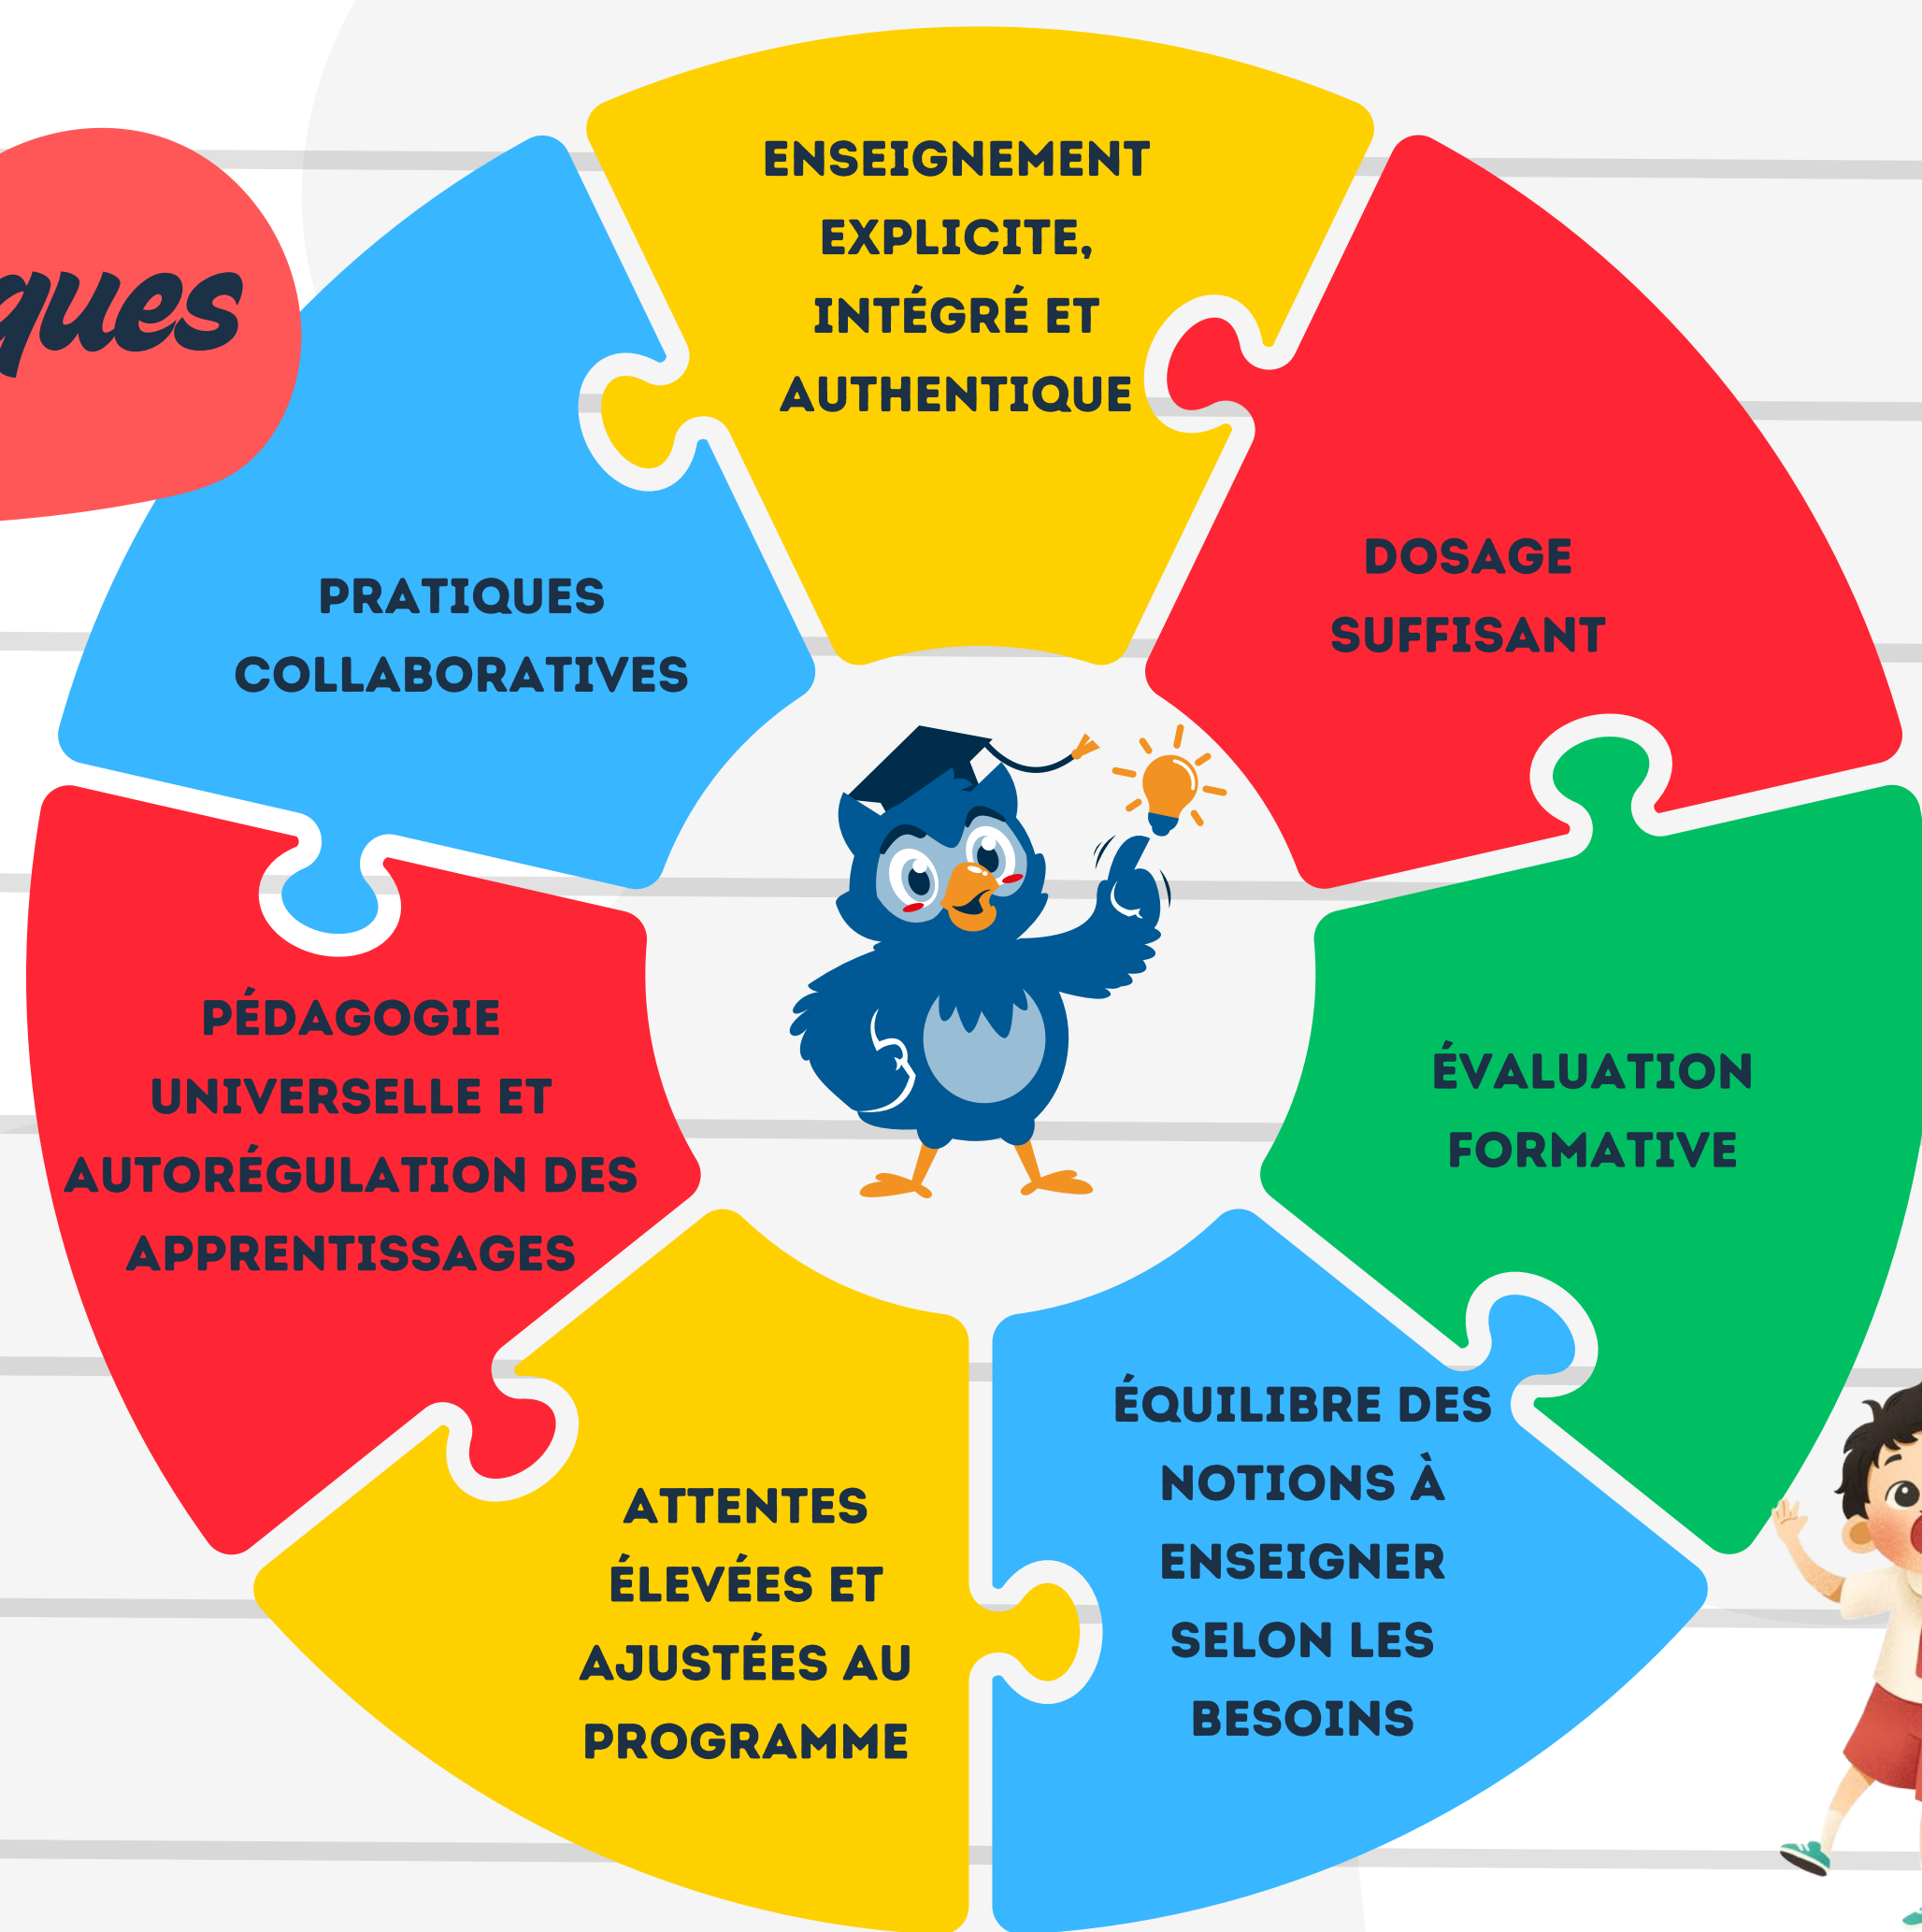 ques
ENSEIGNEMENT
EXPLICITE,
INTÉGRÉ ET
AUTHENTIQUE
DOSAGE
SUFFISANT
ÉVALUATION
FORMATIVE
ÉQUILIBRE DES
NOTIONS À
ENSEIGNER
SELON LES
BESOINS
ATTENTES
ÉLEVÉES ET
AJUSTÉES AU
PROGRAMME
PÉDAGOGIE
UNIVERSELLE ET
AUTORÉGULATION DES
APPRENTISSAGES
PRATIQUES
COLLABORATIVES